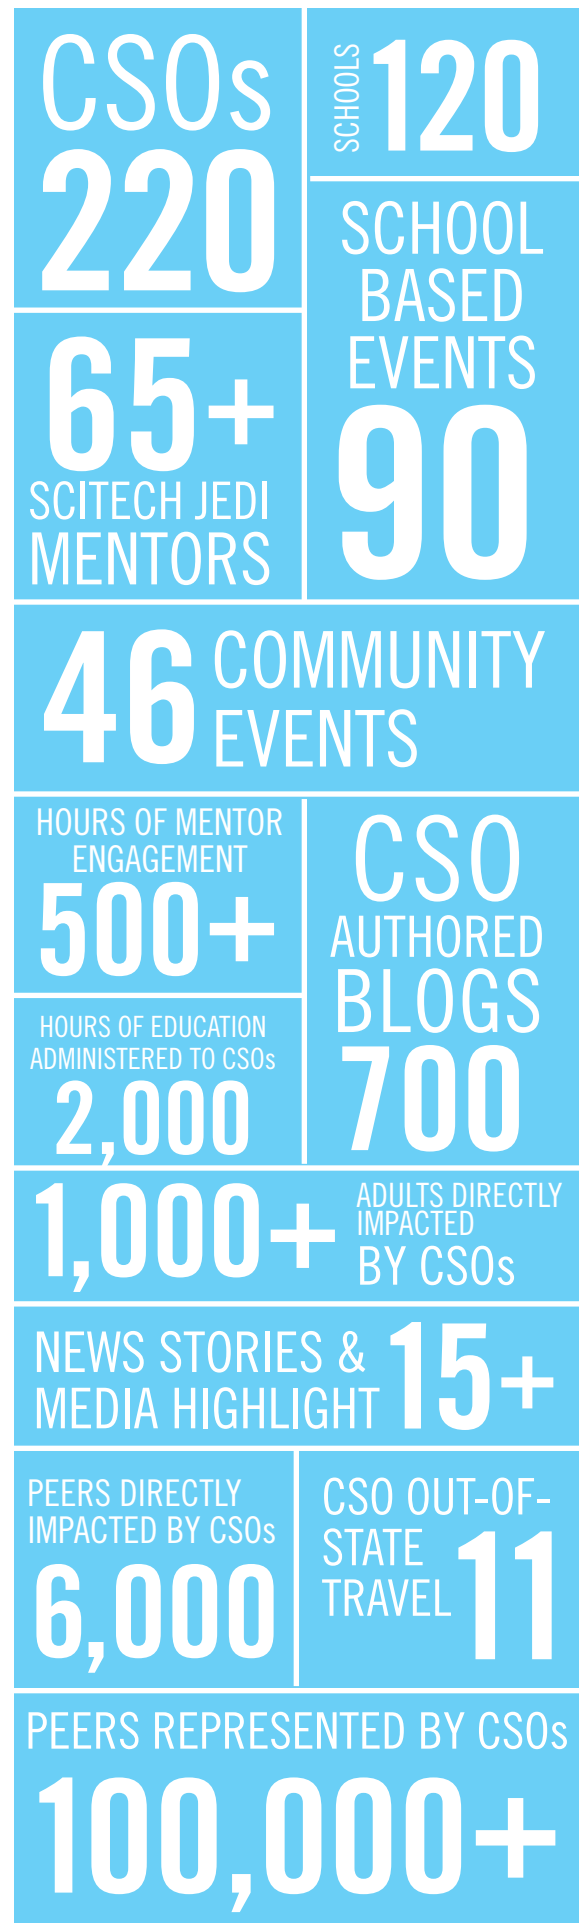 CSOs
220
SCHOOLS 120
65+
SCITECH JEDI
MENTORS
SCHOOL
BASED
EVENTS
90
46 COMMUNITY
EVENTS
HOURS OF MENTOR
ENGAGEMENT
500+
HOURS OF EDUCATION
ADMINISTERED TO CSOs
2,000
CSO
AUTHORED
BLOGS
700
1,000+
ADULTS DIRECTLY
IMPACTED
BY CSOs
NEWS STORIES &
MEDIA HIGHLIGHT 15+
PEERS DIRECTLY
IMPACTED BY CSOs
6,000
CSO OUT-OF-
STATE
TRAVEL 11
PEERS REPRESENTED BY CSOs
100,000+